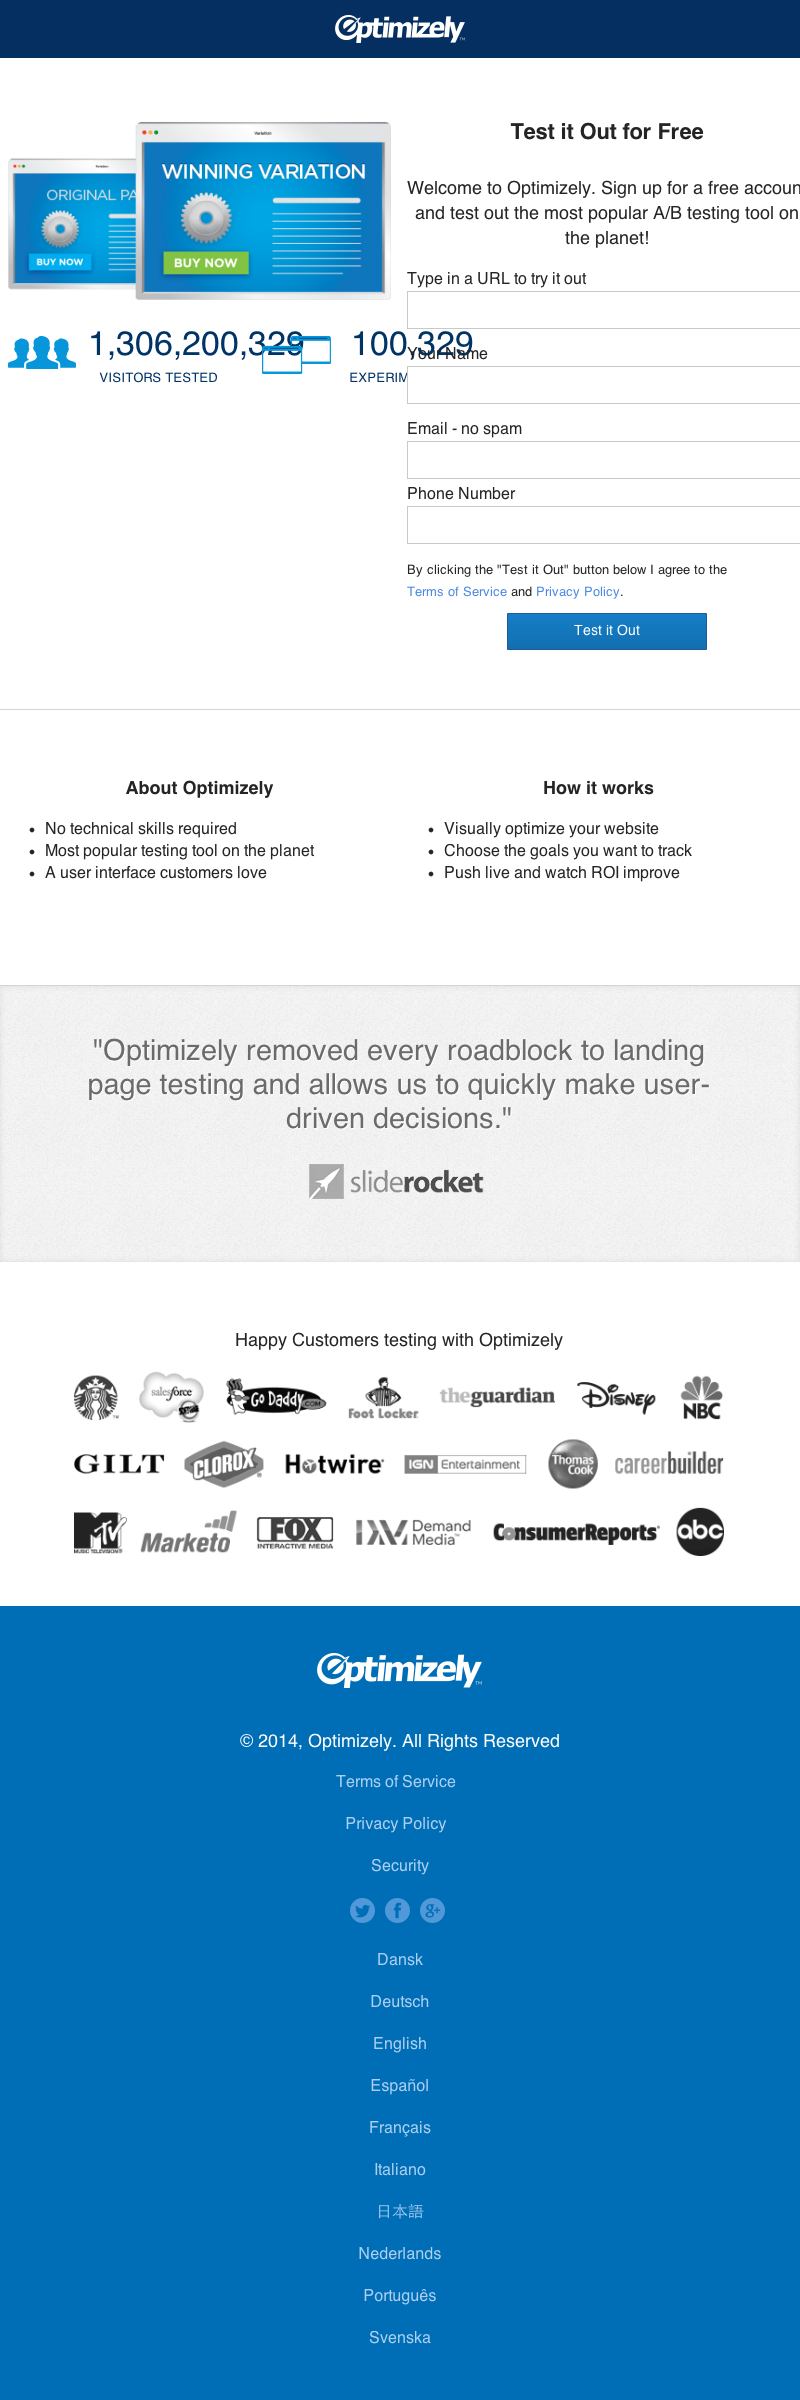 Optimizely
Variation
Variation
WINNING VARIATION
ORIGINAL PA
BUY NOW
BUY NOW
1,306,200,329
VISITORS TESTED
100,329
EXPERIM
Test it Out for Free
Welcome to Optimizely. Sign up for a free accoun
and test out the most popular A/B testing tool on
the planet!
Type in a URL to try it out
Your Name
Email - no spam
Phone Number
By clicking the "Test it Out" button below I agree to the
Terms of Service and Privacy Policy.
Test it Out
About Optimizely
No technical skills required
Most popular testing tool on the planet
A user interface customers love
How it works
Visually optimize your website
Choose the goals you want to track
Push live and watch ROI improve
"Optimizely removed every roadblock to landing
page testing and allows us to quickly make user-
driven decisions."
sliderocket
Happy Customers testing with Optimizely
salesforce
Go Daddy.COM
Foot Locker
theguardian
Disney
NBC
GILT
CLOROX
Hotwire
IGN Entertainment
Thomas
Cook
careerbuilder
MTV
MUSIC TELEVISION
Marketo
FOX
INTERACTIVE MEDIA
DM Demand
Media™
ConsumerReports
abc
Optimizely™
© 2014, Optimizely. All Rights Reserved
Terms of Service
Privacy Policy
Security
Dansk
Deutsch
English
Español
Français
Italiano
日本語
Nederlands
Português
Svenska